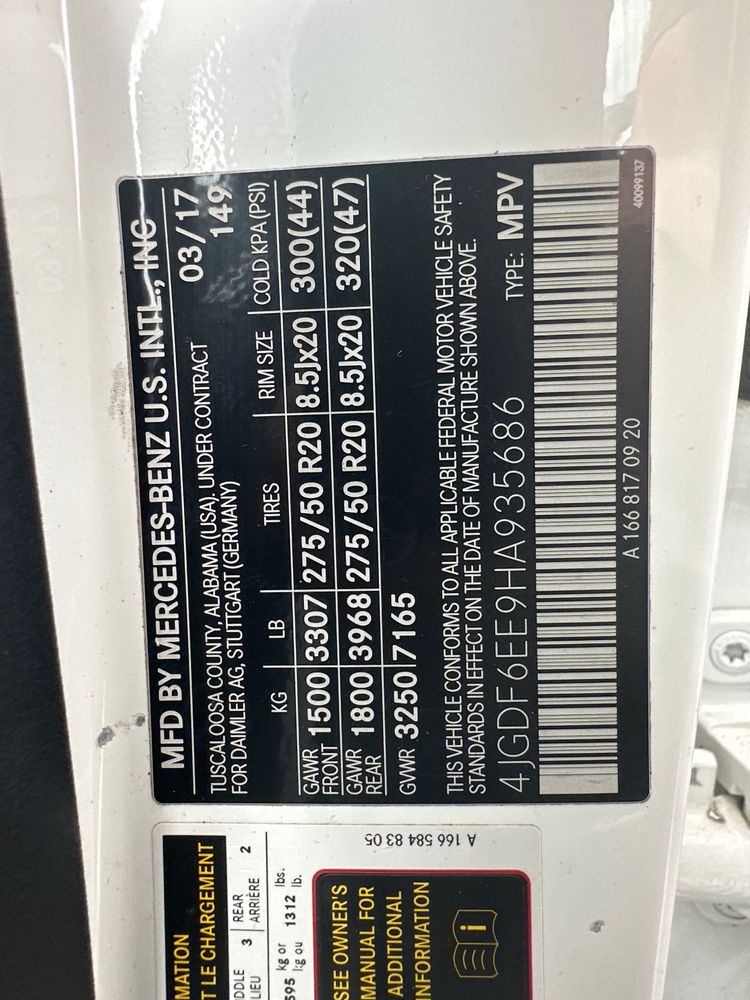 MFD BY MERCEDES-BENZ U.S. INTL., INC
TUSCALOOSA COUNTY, ALABAMA (USA). UNDER CONTRACT 03/17
FOR DAIMLER AG, STUTTGART (GERMANY) 149
KG LB TIRES RIM SIZE COLD KPA (PSI)
GAWR FRONT 1500 3307 275/50 R20 8.5Jx20 300(44)
GAWR REAR 1800 3968 275/50 R20 8.5Jx20 320(47)
GVWR 3250 7165
THIS VEHICLE CONFORMS TO ALL APPLICABLE FEDERAL MOTOR VEHICLE SAFETY
STANDARDS IN EFFECT ON THE DATE OF MANUFACTURE SHOWN ABOVE.
4JGDF6EE9HA935686 TYPE: MPV
A 166 817 09 20
40099137
A 166 584 83 05
MATION
T LE CHARGEMENT
DDLE 3 REAR 2
LIEU ARRIÈRE
595 kg or 1312 lbs.
kg ou lb.
SEE OWNER'S
MANUAL FOR
ADDITIONAL
INFORMATION